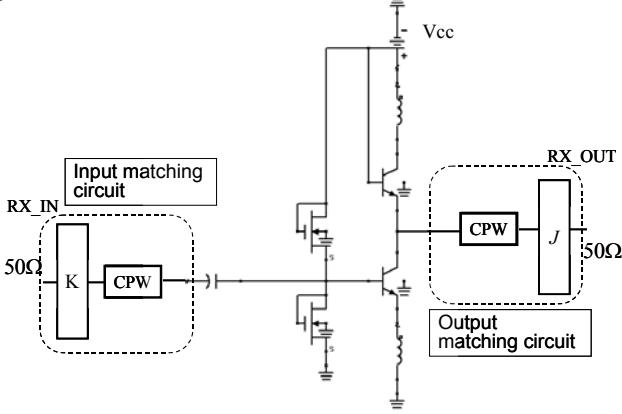 Vcc
-
+
Input matching
circuit
RX_IN
RX_OUT
50Ω
K
CPW
CPW
J
50Ω
s
s
Output
matching circuit